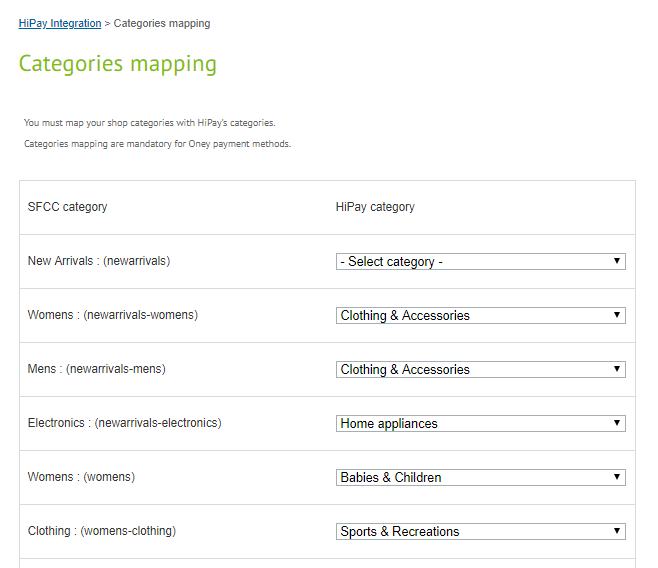 HiPay Integration > Categories mapping
Categories mapping
You must map your shop categories with HiPay's categories.
Categories mapping are mandatory for Oney payment methods.
SFCC category HiPay category
New Arrivals : (newarrivals) - Select category -
Womens : (newarrivals-womens) Clothing & Accessories
Mens : (newarrivals-mens) Clothing & Accessories
Electronics : (newarrivals-electronics) Home appliances
Womens : (womens) Babies & Children
Clothing : (womens-clothing) Sports & Recreations